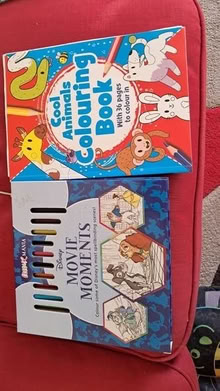 Cool
Animals
Colouring
Book
With 36 pages
to colour in
Disney
MOVIE
MOMENTS